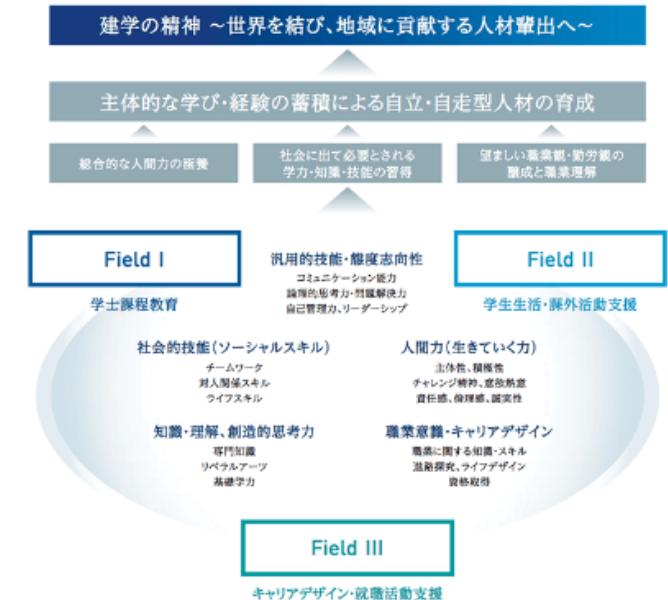 建学の精神 ～世界を結び、地域に貢献する人材輩出へ～
主体的な学び・経験の蓄積による自立・自走型人材の育成
総合的な人間力の涵養
社会に出て必要とされる
学力・知識・技能の習得
望ましい職業観・勤労観の
醸成と職業理解
Field I
学士課程教育
汎用的技能・態度志向性
コミュニケーション能力
論理的思考力・問題解決力
自己管理力、リーダーシップ
Field II
学生生活・課外活動支援
社会的技能(ソーシャルスキル)
チームワーク
対人関係スキル
ライフスキル
人間力(生きていく力)
主体性、積極性
チャレンジ精神、意欲熱意
責任感、倫理感、誠実性
知識・理解、創造的思考力
専門知識
リベラルアーツ
基礎学力
職業意識・キャリアデザイン
職業に関する知識・スキル
進路探究、ライフデザイン
資格取得
Field III
キャリアデザイン・就職活動支援